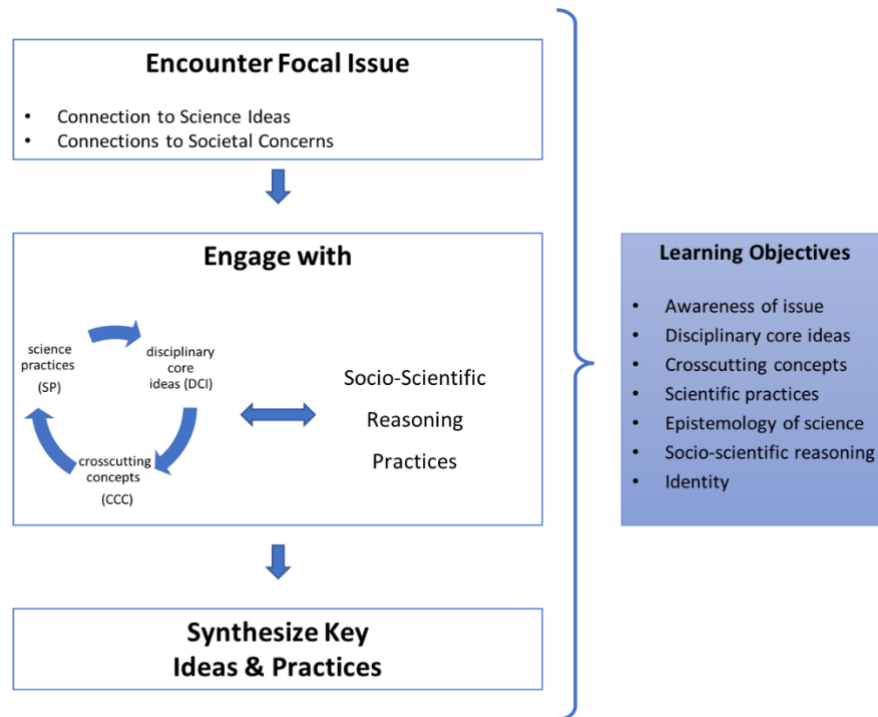 Encounter Focal Issue
• Connection to Science Ideas
• Connections to Societal Concerns
Engage with
science
practices
(SP)
disciplinary
core
ideas (DCI)
crosscutting
concepts
(CCC)
Socio-Scientific
Reasoning
Practices
Synthesize Key
Ideas & Practices
Learning Objectives
• Awareness of issue
• Disciplinary core ideas
• Crosscutting concepts
• Scientific practices
• Epistemology of science
• Socio-scientific reasoning
• Identity